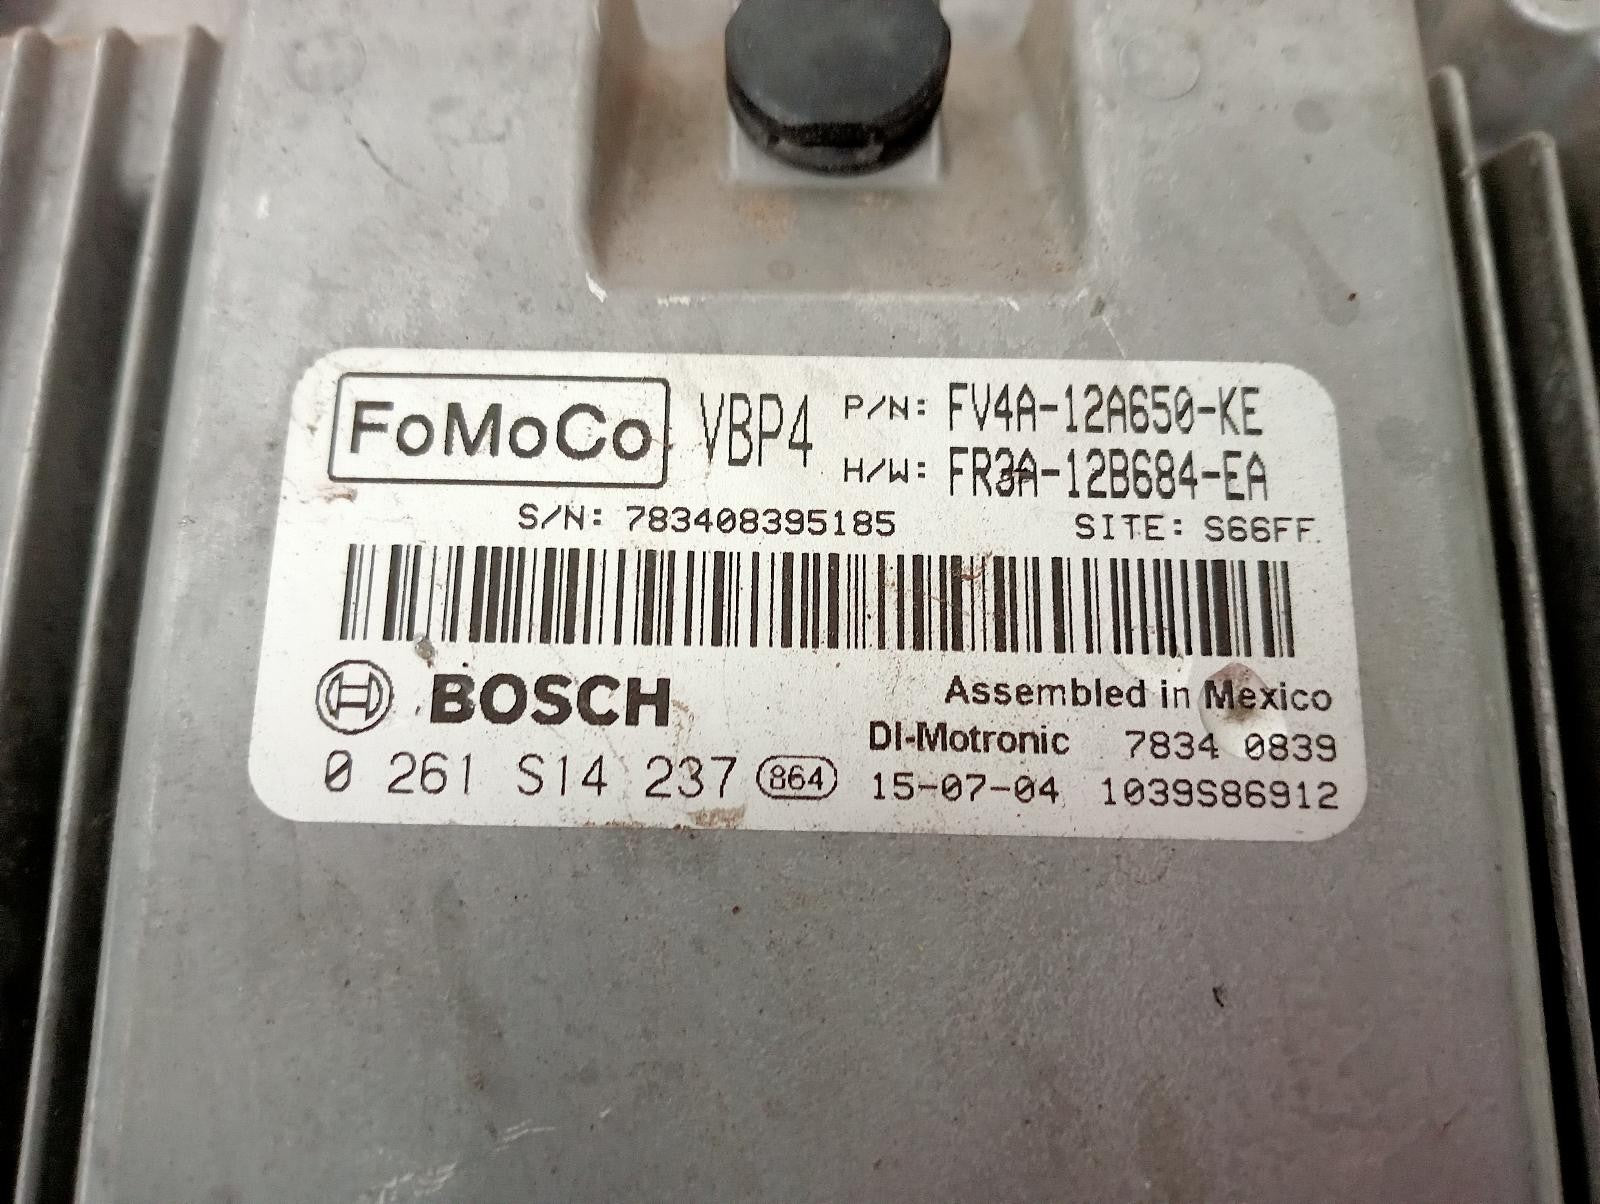 FoMoCo VBP4 P/N: FV4A-12A650-KE
H/W: FR3A-12B684-EA
S/N: 783408395185 SITE: S66FF
BOSCH Assembled in Mexico
DI-Motronic 7834 0839
0 261 S14 237 864 15-07-04 1039S86912